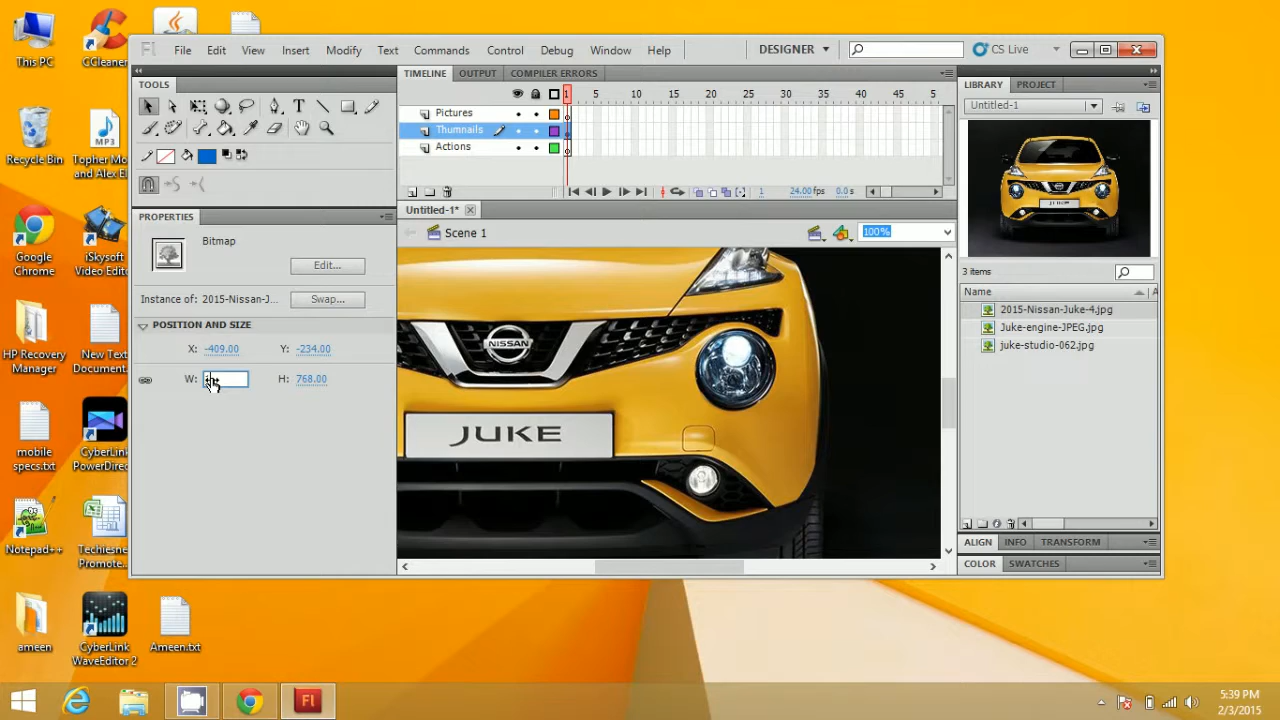 This PC
CCleaner
Recycle Bin
MP3
Topher Mo...
and Alex E...
Google
Chrome
iSkysoft
Video Edito...
HP Recovery
Manager
New Text
Document...
mobile
specs.txt
CyberLink
PowerDirec...
Notepad++
Techiesne...
Promote...
ameen
CyberLink
WaveEditor 2
Ameen.txt
Fl File Edit View Insert Modify Text Commands Control Debug Window Help DESIGNER CS Live
TOOLS
TIMELINE OUTPUT COMPILER ERRORS
1 5 10 15 20 25 30 35 40 45 5
Pictures
Thumnails
Actions
1 24.00 fps 0.0 s
PROPERTIES
Bitmap
Edit...
Instance of: 2015-Nissan-J... Swap...
POSITION AND SIZE
X: -409.00 Y: -234.00
W: H: 768.00
Untitled-1*
Scene 1 100%
NISSAN
JUKE
LIBRARY PROJECT
Untitled-1
3 items
Name A
2015-Nissan-Juke-4.jpg
Juke-engine-JPEG.jpg
juke-studio-062.jpg
ALIGN INFO TRANSFORM
COLOR SWATCHES
Fl
5:39 PM
2/3/2015